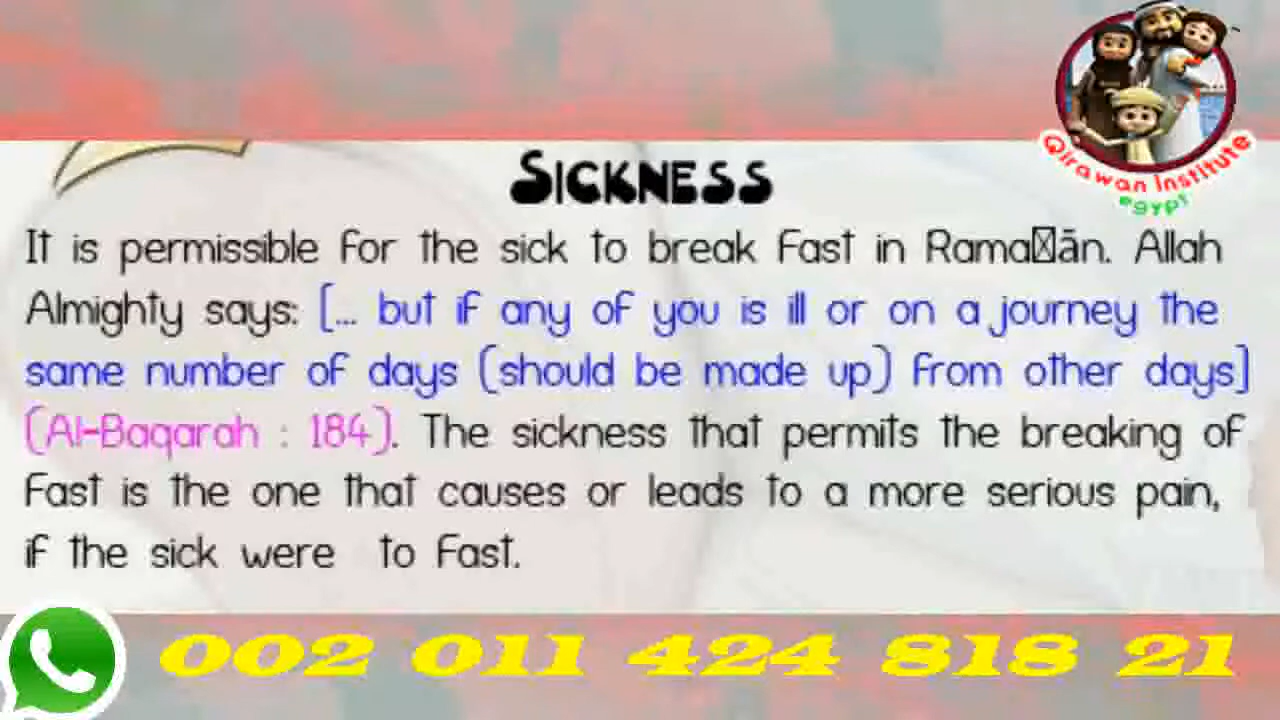 Qirawan Institute
egypt
SICKNESS
It is permissible for the sick to break Fast in Rama☒ān. Allah
Almighty says: [... but if any of you is ill or on a journey the
same number of days (should be made up) from other days]
(Al-Baqarah : 184). The sickness that permits the breaking of
Fast is the one that causes or leads to a more serious pain,
if the sick were to Fast.
002 011 424 818 21